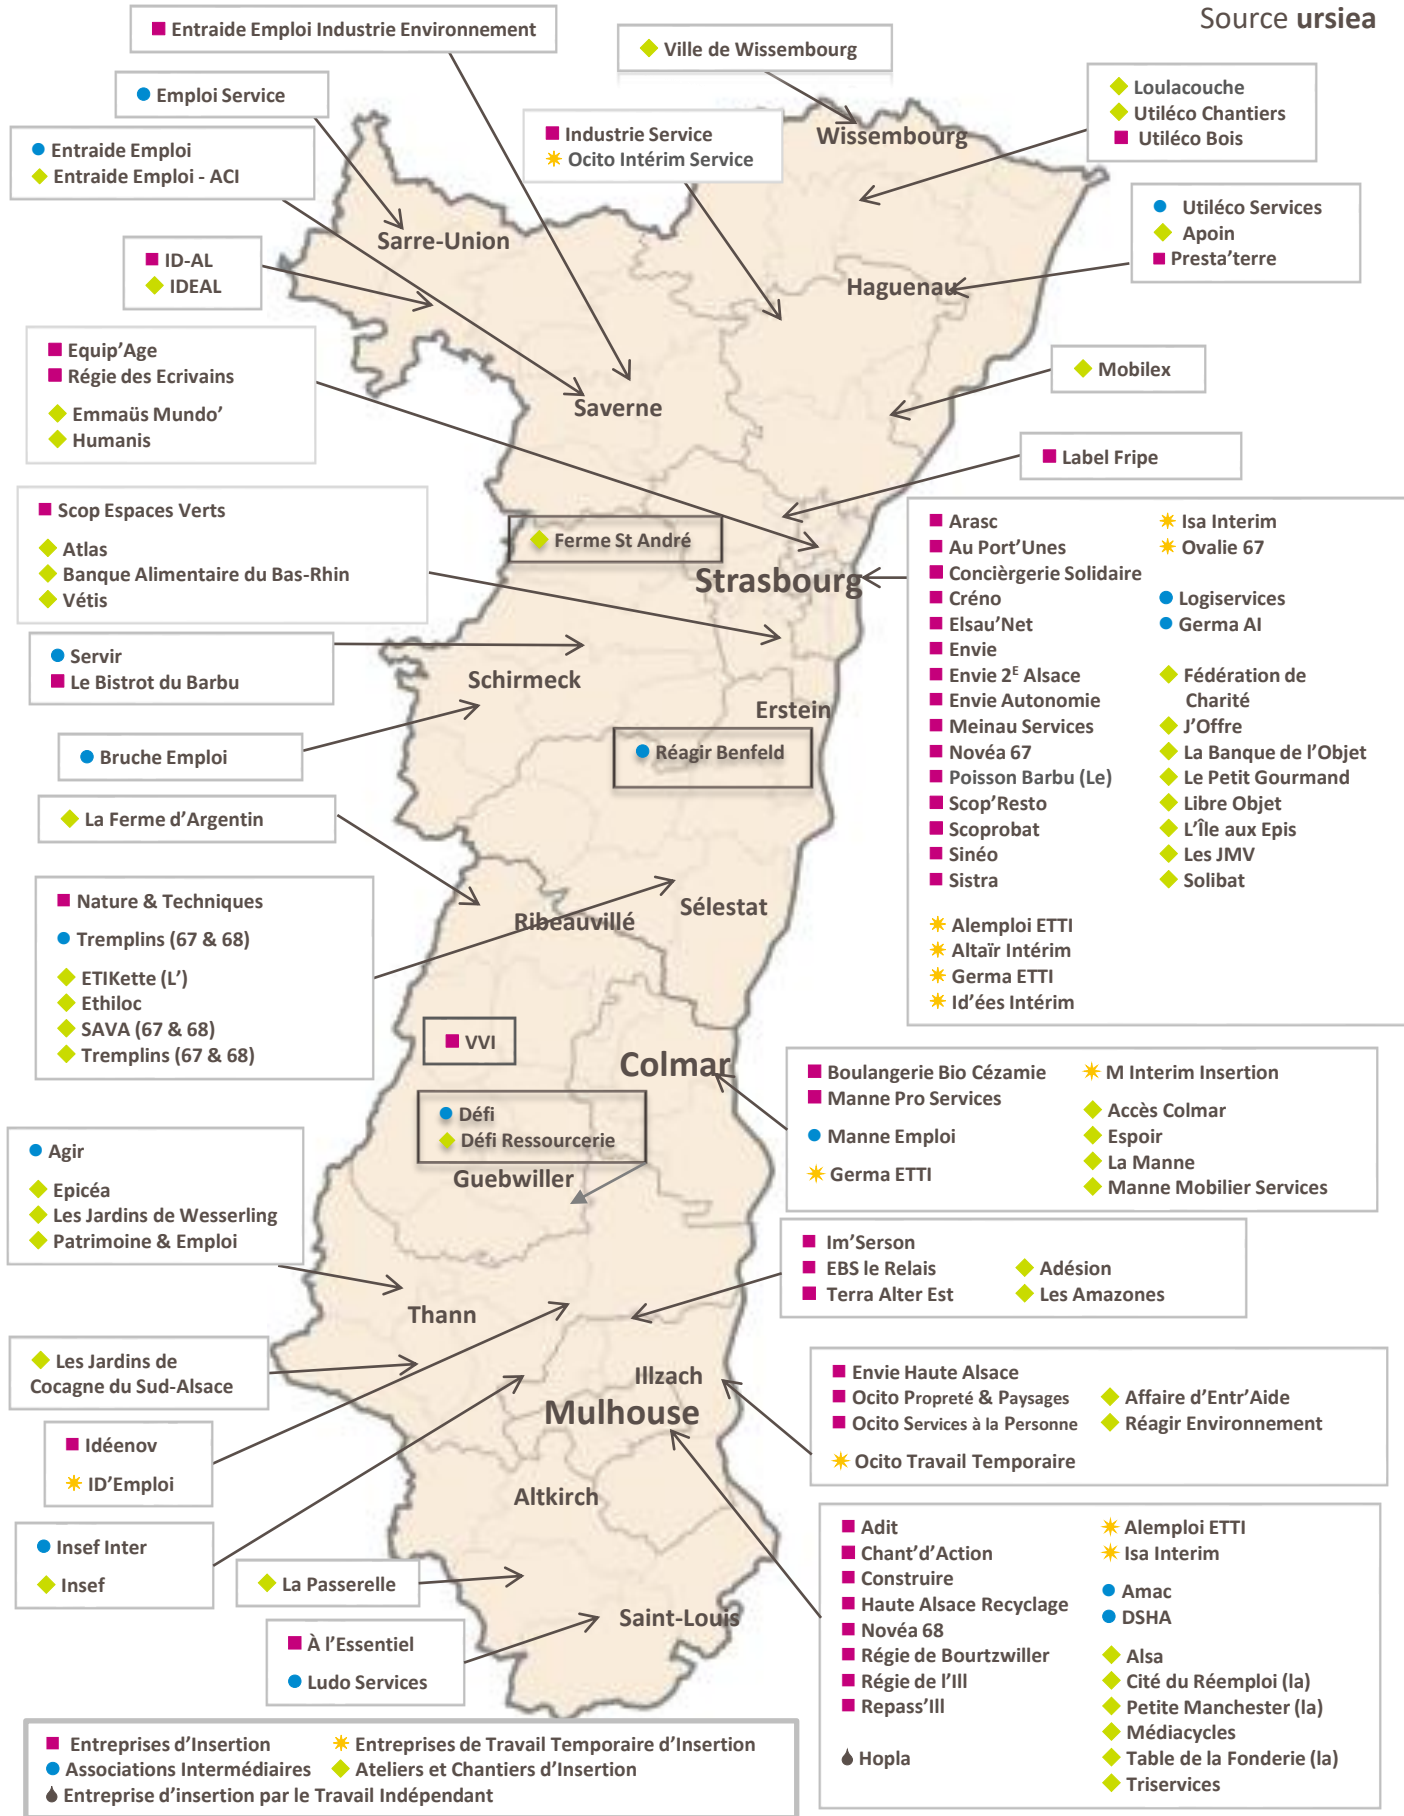 Source ursiea
Entraide Emploi Industrie Environnement
Ville de Wissembourg
Emploi Service
Loulacouche
Utiléco Chantiers
Utiléco Bois
Industrie Service
Ocito Intérim Service
Wissembourg
Entraide Emploi
Entraide Emploi - ACI
Utiléco Services
Apoin
Presta'terre
Sarre-Union
ID-AL
IDEAL
Haguenau
Equip'Age
Régie des Ecrivains
Emmaüs Mundo'
Humanis
Mobilex
Saverne
Label Fripe
Scop Espaces Verts
Atlas
Banque Alimentaire du Bas-Rhin
Vétis
Ferme St André
Strasbourg
Arasc
Au Port'Unes
Concièrgerie Solidaire
Créno
Elsau'Net
Envie
Envie 2E Alsace
Envie Autonomie
Meinau Services
Novéa 67
Poisson Barbu (Le)
Scop'Resto
Scoprobat
Sinéo
Sistra
Alemploi ETTI
Altaïr Intérim
Germa ETTI
Id'ées Intérim
Isa Interim
Ovalie 67
Logiservices
Germa AI
Fédération de
Charité
J'Offre
La Banque de l'Objet
Le Petit Gourmand
Libre Objet
L'Île aux Epis
Les JMV
Solibat
Servir
Le Bistrot du Barbu
Schirmeck
Erstein
Bruche Emploi
Réagir Benfeld
La Ferme d'Argentin
Nature & Techniques
Tremplins (67 & 68)
ETIKette (L')
Ethiloc
SAVA (67 & 68)
Tremplins (67 & 68)
Ribeauvillé
Sélestat
VVI
Colmar
Boulangerie Bio Cézamie
Manne Pro Services
Manne Emploi
Germa ETTI
M Interim Insertion
Accès Colmar
Espoir
La Manne
Manne Mobilier Services
Défi
Défi Ressourcerie
Guebwiller
Agir
Epicéa
Les Jardins de Wesserling
Patrimoine & Emploi
Im'Serson
EBS le Relais
Terra Alter Est
Adésion
Les Amazones
Thann
Les Jardins de
Cocagne du Sud-Alsace
Illzach
Mulhouse
Envie Haute Alsace
Ocito Propreté & Paysages
Ocito Services à la Personne
Ocito Travail Temporaire
Affaire d'Entr'Aide
Réagir Environnement
Idéenov
ID'Emploi
Altkirch
Insef Inter
Insef
La Passerelle
Saint-Louis
À l'Essentiel
Ludo Services
Adit
Chant'd'Action
Construire
Haute Alsace Recyclage
Novéa 68
Régie de Bourtzwiller
Régie de l'Ill
Repass'Ill
Hopla
Alemploi ETTI
Isa Interim
Amac
DSHA
Alsa
Cité du Réemploi (la)
Petite Manchester (la)
Médiacycles
Table de la Fonderie (la)
Triservices
Entreprises d'Insertion
Entreprises de Travail Temporaire d'Insertion
Associations Intermédiaires
Ateliers et Chantiers d'Insertion
Entreprise d'insertion par le Travail Indépendant